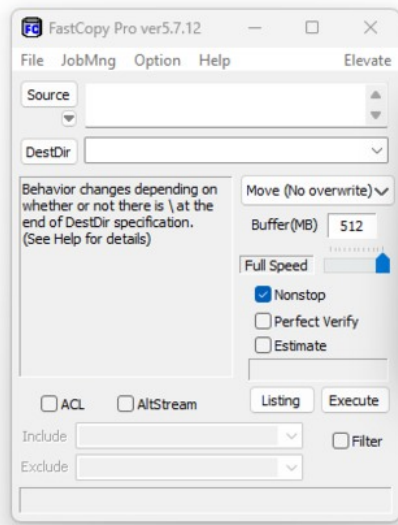 FastCopy Pro ver5.7.12
File JobMng Option Help Elevate
Source
DestDir
Behavior changes depending on
whether or not there is \ at the
end of DestDir specification.
(See Help for details)
Move (No overwrite)
Buffer(MB) 512
Full Speed
Nonstop
Perfect Verify
Estimate
ACL AltStream Listing Execute
Include Filter
Exclude